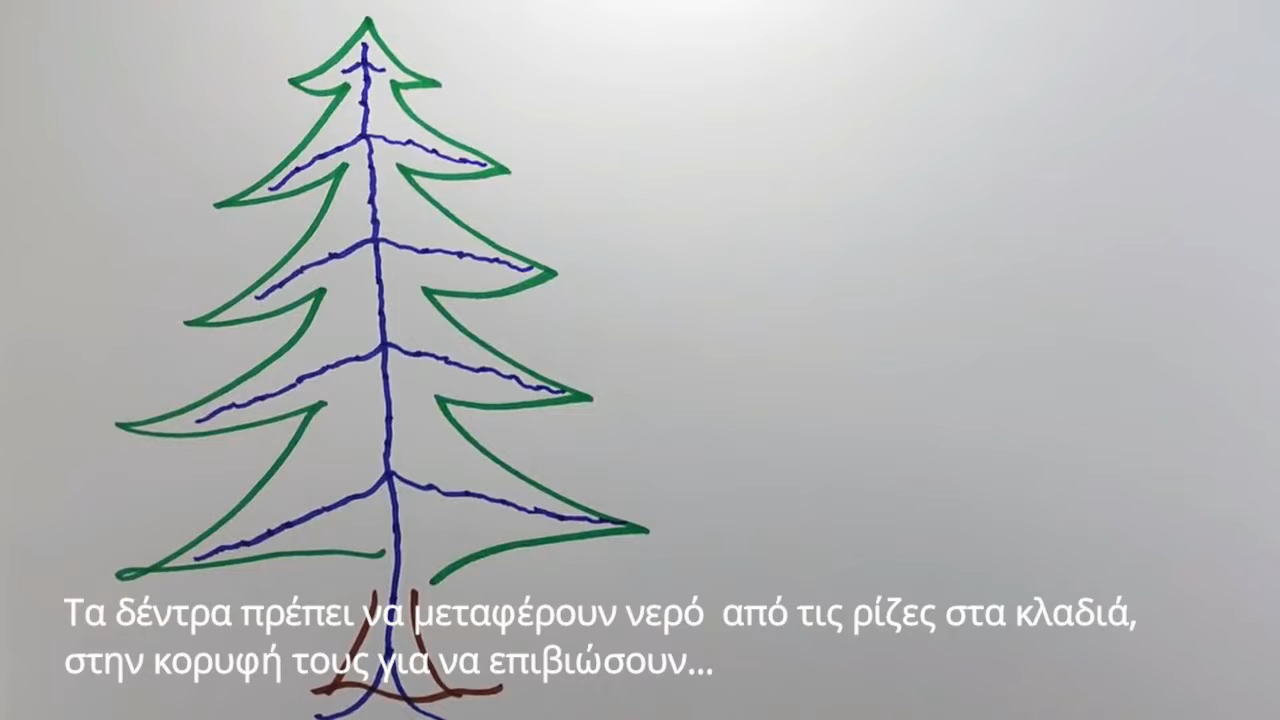 Τα δέντρα πρέπει να μεταφέρουν νερό από τις ρίζες στα κλαδιά,
στην κορυφή τους για να επιβιώσουν...